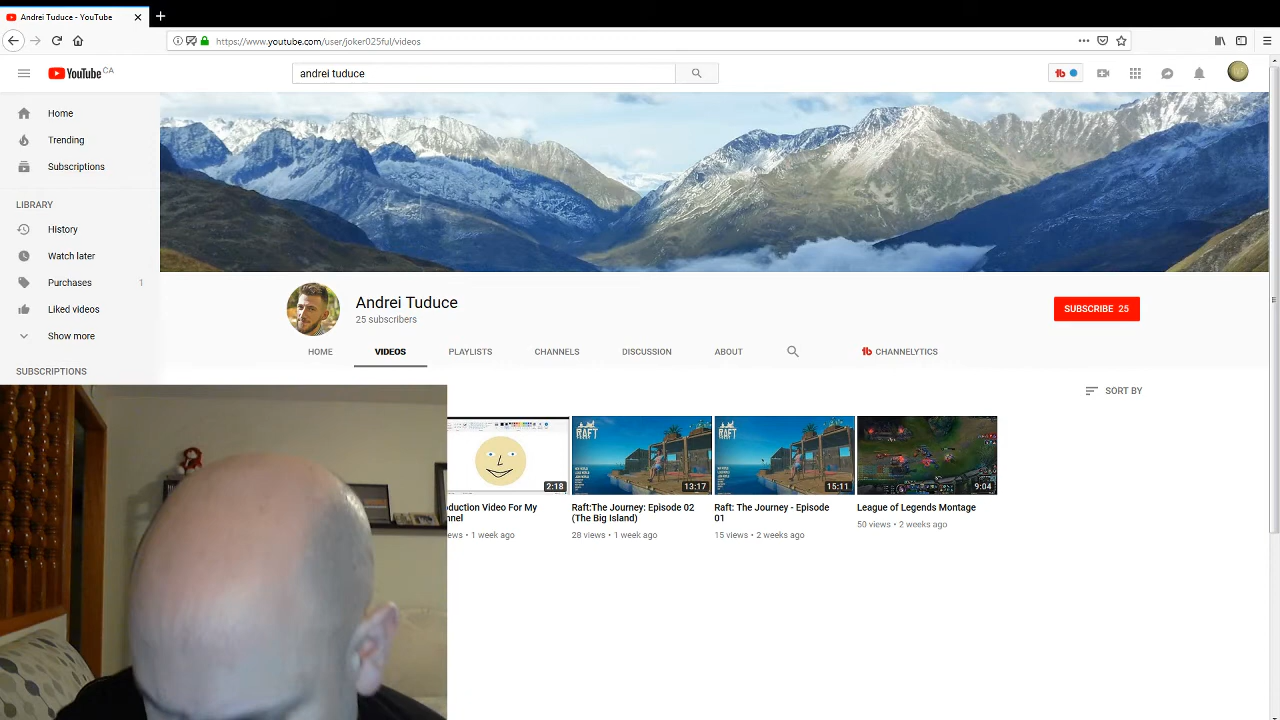 Andrei Tuduce - YouTube
https://www.youtube.com/user/joker025ful/videos
YouTube CA
andrei tuduce
Home
Trending
Subscriptions
LIBRARY
History
Watch later
Purchases 1
Liked videos
Show more
SUBSCRIPTIONS
Andrei Tuduce
25 subscribers
SUBSCRIBE 25
HOME VIDEOS PLAYLISTS CHANNELS DISCUSSION ABOUT CHANNELYTICS
SORT BY
2:18
RAFT
13:17
RAFT
15:11
9:04
duction Video For My
nnel
ews • 1 week ago
Raft:The Journey: Episode 02
(The Big Island)
28 views • 1 week ago
Raft: The Journey - Episode
01
15 views • 2 weeks ago
League of Legends Montage
50 views • 2 weeks ago